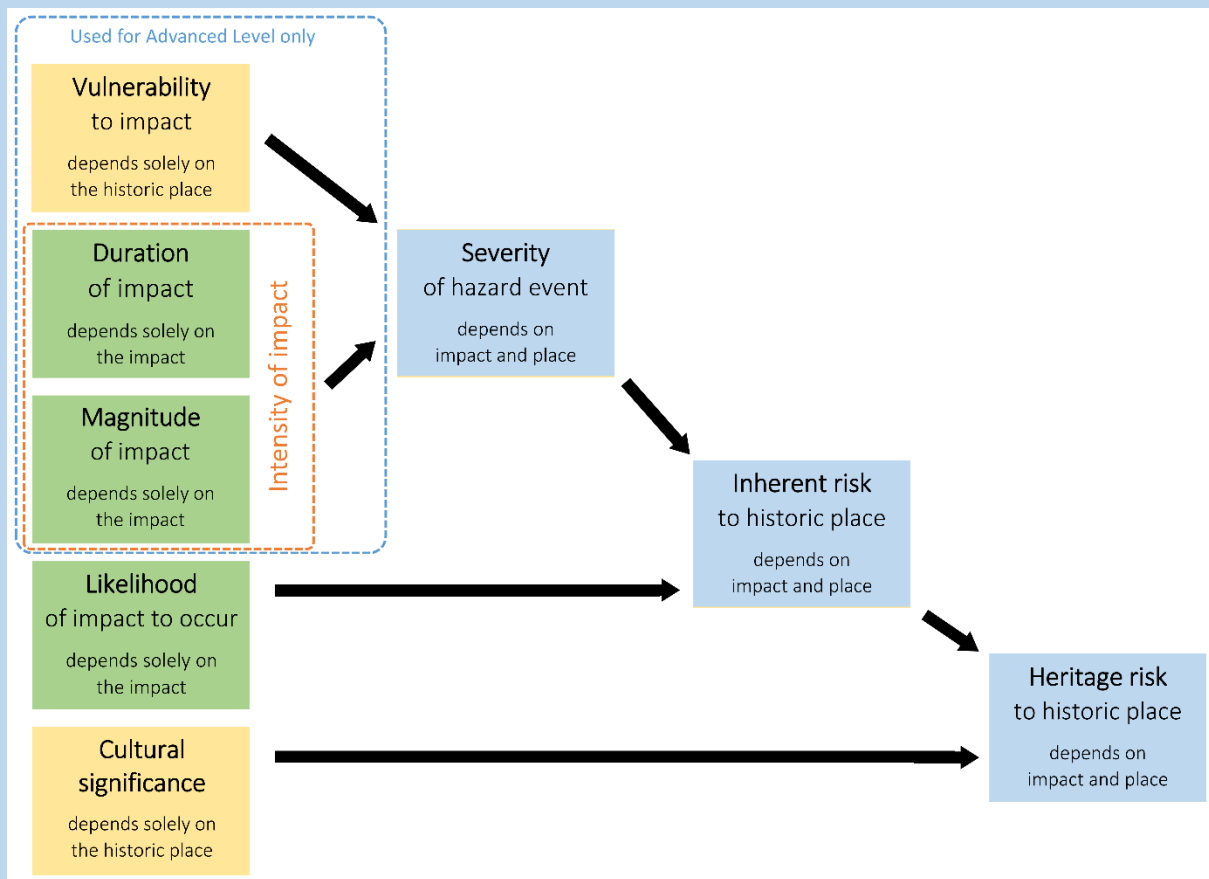 Used for Advanced Level only
Vulnerability
to impact
depends solely on
the historic place
Duration
of impact
depends solely on
the impact
Magnitude
of impact
depends solely on
the impact
Intensity of impact
Severity
of hazard event
depends on
impact and place
Inherent risk
to historic place
depends on
impact and place
Likelihood
of impact to occur
depends solely on
the impact
Heritage risk
to historic place
depends on
impact and place
Cultural
significance
depends solely on
the historic place